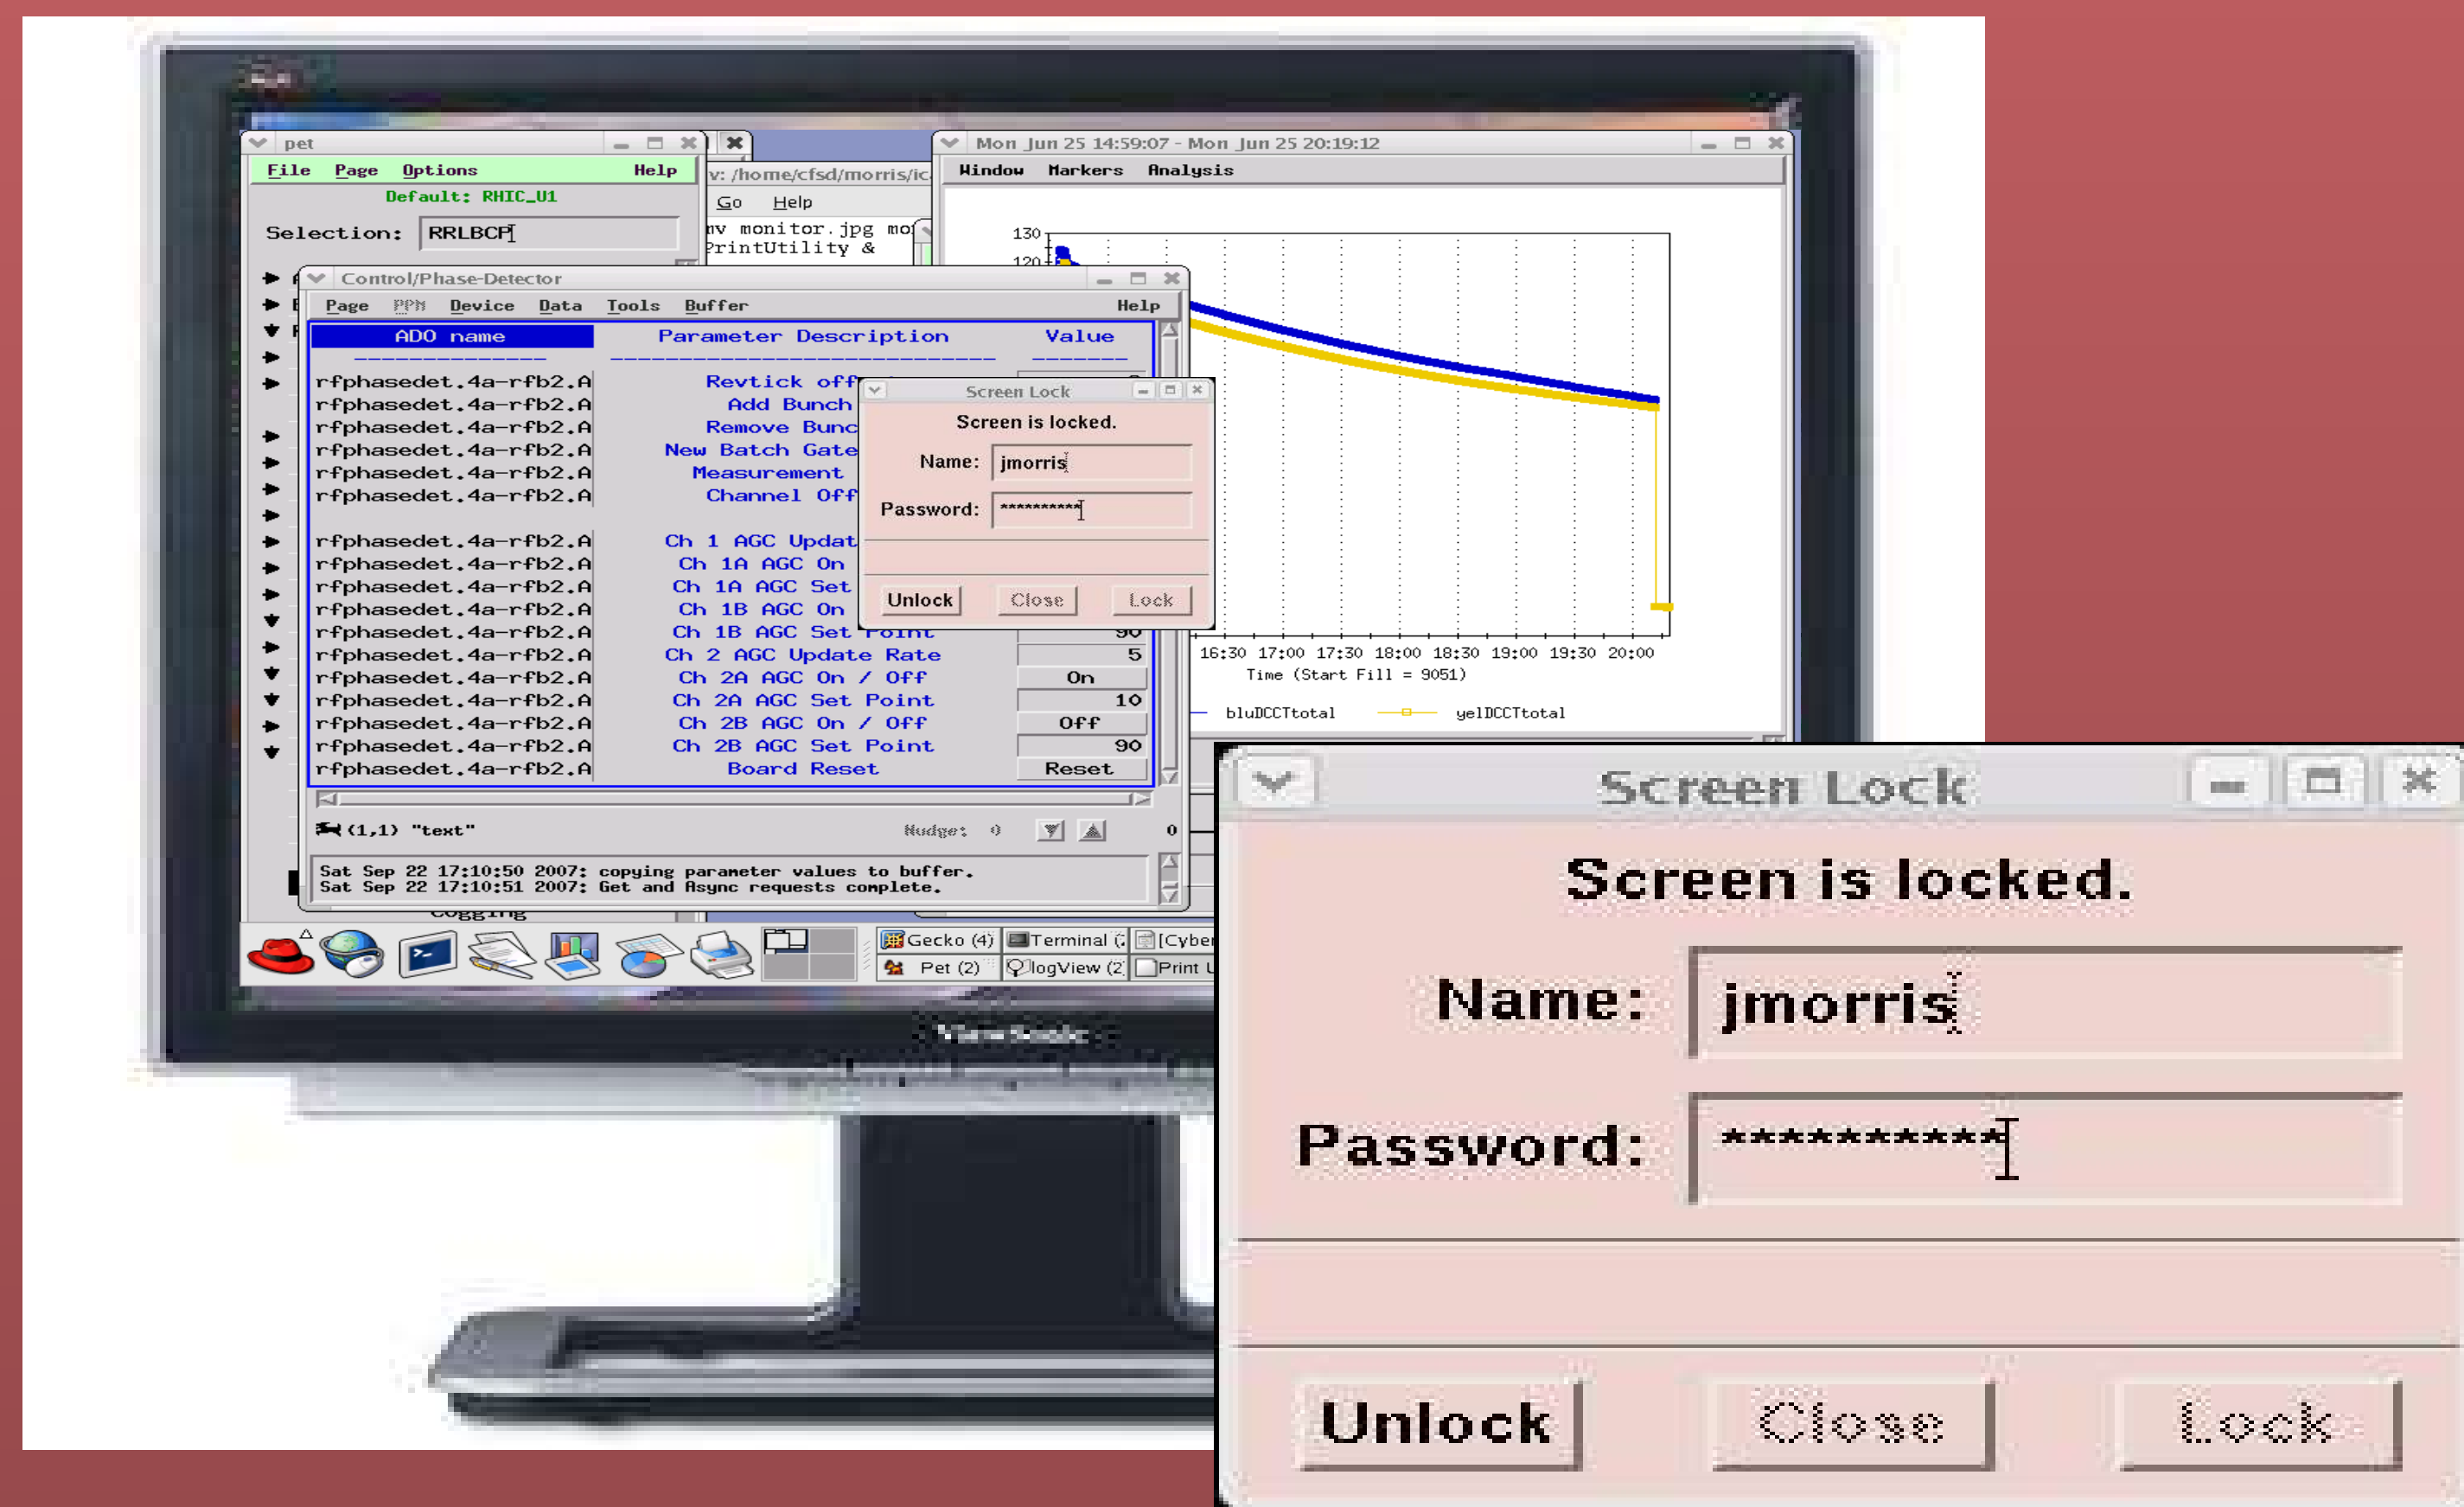 pet
File Page Options Help
Default: RHIC_U1
Selection: RRLBCP
v: /home/cfsd/morris/ic
Go Help
mv monitor.jpg mo
PrintUtility &
Mon Jun 25 14:59:07 - Mon Jun 25 20:19:12
Window Markers Analysis
130
120
Control/Phase-Detector
Page PPM Device Data Tools Buffer Help
ADO name Parameter Description Value
rfphasedet.4a-rfb2.A Revtick off
rfphasedet.4a-rfb2.A Add Bunch
rfphasedet.4a-rfb2.A Remove Bunc
rfphasedet.4a-rfb2.A New Batch Gate
rfphasedet.4a-rfb2.A Measurement
rfphasedet.4a-rfb2.A Channel Off
rfphasedet.4a-rfb2.A Ch 1 AGC Updat
rfphasedet.4a-rfb2.A Ch 1A AGC On
rfphasedet.4a-rfb2.A Ch 1A AGC Set
rfphasedet.4a-rfb2.A Ch 1B AGC On
rfphasedet.4a-rfb2.A Ch 1B AGC Set Point 90
rfphasedet.4a-rfb2.A Ch 2 AGC Update Rate 5
rfphasedet.4a-rfb2.A Ch 2A AGC On / Off On
rfphasedet.4a-rfb2.A Ch 2A AGC Set Point 10
rfphasedet.4a-rfb2.A Ch 2B AGC On / Off Off
rfphasedet.4a-rfb2.A Ch 2B AGC Set Point 90
rfphasedet.4a-rfb2.A Board Reset Reset
(1,1) "text" Nudge: 0 0
Sat Sep 22 17:10:50 2007: copying parameter values to buffer.
Sat Sep 22 17:10:51 2007: Get and Async requests complete.
Cogging
Screen Lock
Screen is locked.
Name: jmorris
Password: **********
Unlock Close Lock
16:30 17:00 17:30 18:00 18:30 19:00 19:30 20:00
Time (Start Fill = 9051)
bluDCCTtotal yelDCCTtotal
Gecko (4) Terminal (2 [Cyber
Pet (2) logView (2 Print U
ViewSonic
Screen Lock
Screen is locked.
Name: jmorris
Password: **********
Unlock Close Lock